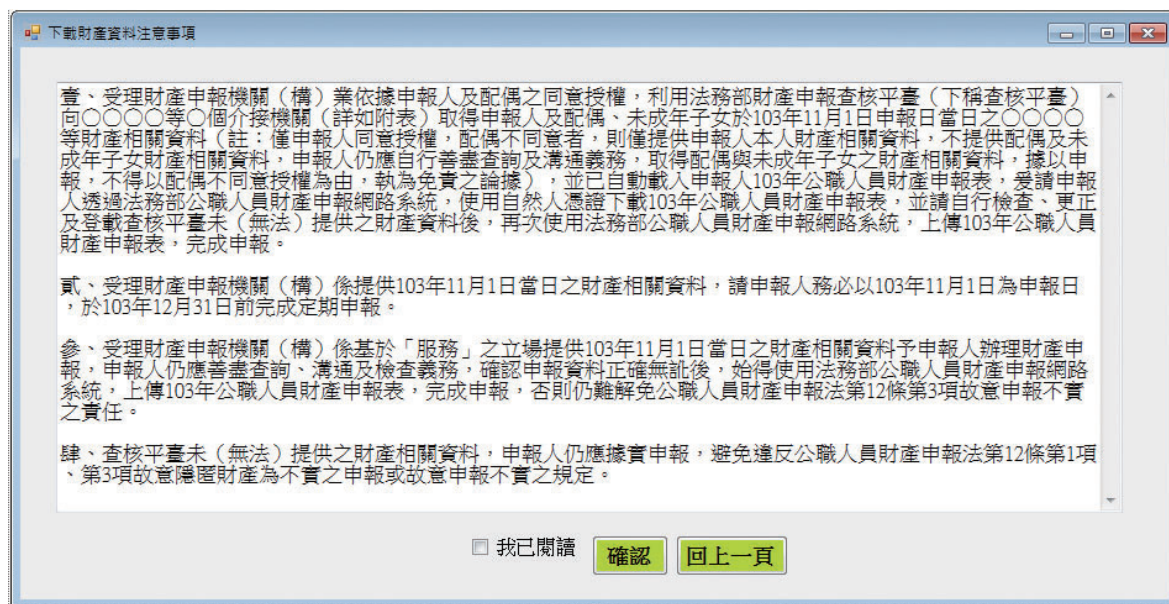 下載財產資料注意事項
壹、受理財產申報機關（構）業依據申報人及配偶之同意授權，利用法務部財產申報查核平臺（下稱查核平臺）
向○○○○等○個介接機關（詳如附表）取得申報人及配偶、未成年子女於103年11月1日申報日當日之○○○○
等財產相關資料（註：僅申報人同意授權，配偶不同意者，則僅提供申報人本人財產相關資料，不提供配偶及未
成年子女財產相關資料，申報人仍應自行善盡查詢及溝通義務，取得配偶與未成年子女之財產相關資料，據以申
報，不得以配偶不同意授權為由，執為免責之論據），並已自動載入申報人103年公職人員財產申報表，爰請申報
人透過法務部公職人員財產申報網路系統，使用自然人憑證下載103年公職人員財產申報表，並請自行檢查、更正
及登載查核平臺未（無法）提供之財產資料後，再次使用法務部公職人員財產申報網路系統，上傳103年公職人員
財產申報表，完成申報。
貳、受理財產申報機關（構）係提供103年11月1日當日之財產相關資料，請申報人務必以103年11月1日為申報日
，於103年12月31日前完成定期申報。
參、受理財產申報機關（構）係基於「服務」之立場提供103年11月1日當日之財產相關資料予申報人辦理財產申
報，申報人仍應善盡查詢、溝通及檢查義務，確認申報資料正確無訛後，始得使用法務部公職人員財產申報網路
系統，上傳103年公職人員財產申報表，完成申報，否則仍難解免公職人員財產申報法第12條第3項故意申報不實
之責任。
肆、查核平臺未（無法）提供之財產相關資料，申報人仍應據實申報，避免違反公職人員財產申報法第12條第1項
、第3項故意隱匿財產為不實之申報或故意申報不實之規定。
我已閱讀 確認 回上一頁